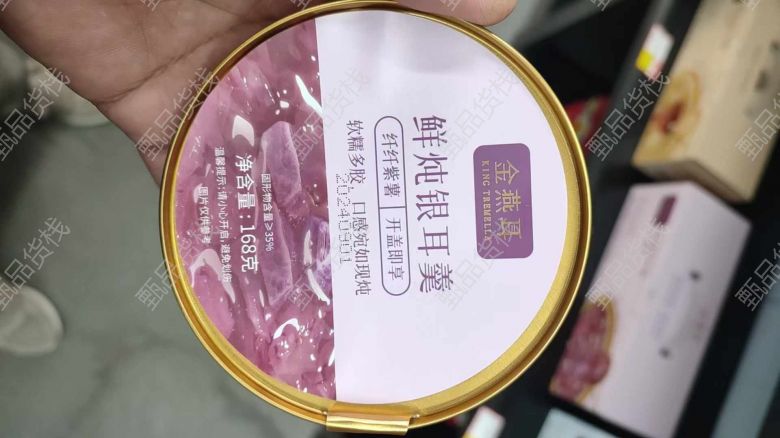 金燕耳
KING TREMELLA
鲜炖银耳羹
纤纤紫薯 开盖即享
软糯多胶，口感宛如现炖
20240901
固形物含量≥35%
净含量：168克
温馨提示：请小心开启，避免划伤
图片仅供参考
甄品货栈